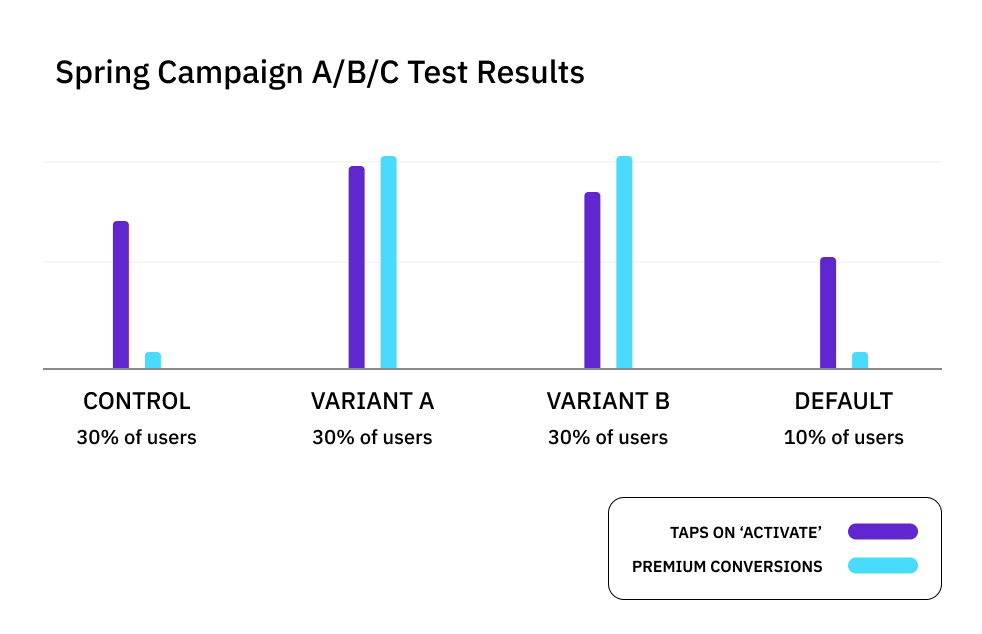 Spring Campaign A/B/C Test Results
CONTROL
30% of users
VARIANT A
30% of users
VARIANT B
30% of users
DEFAULT
10% of users
TAPS ON ‘ACTIVATE’
PREMIUM CONVERSIONS